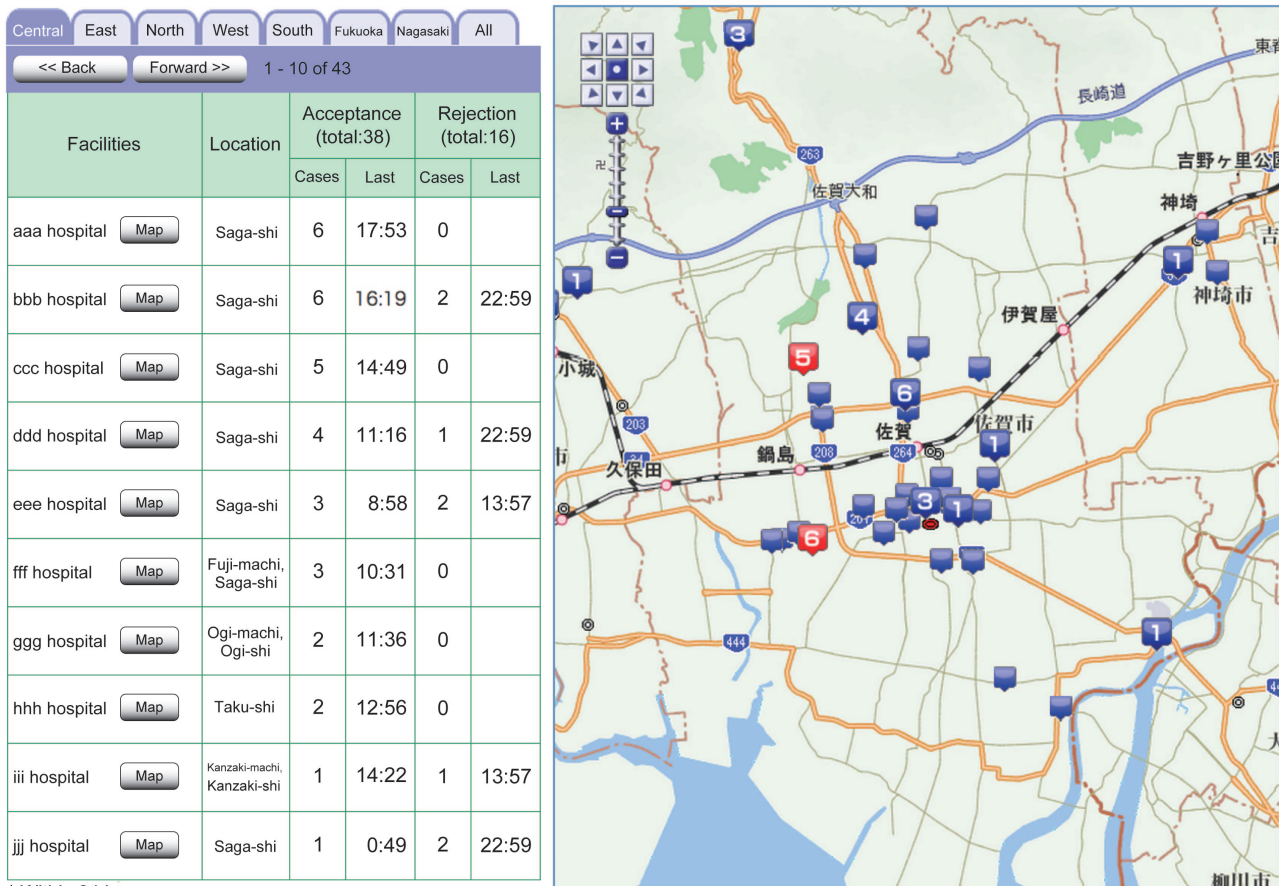 Central East North West South Fukuoka Nagasaki All
<< Back Forward >> 1 - 10 of 43
Facilities Location Acceptance (total:38) Rejection (total:16)
Cases Last Cases Last
aaa hospital Map Saga-shi 6 17:53 0
bbb hospital Map Saga-shi 6 16:19 2 22:59
ccc hospital Map Saga-shi 5 14:49 0
ddd hospital Map Saga-shi 4 11:16 1 22:59
eee hospital Map Saga-shi 3 8:58 2 13:57
fff hospital Map Fuji-machi, Saga-shi 3 10:31 0
ggg hospital Map Ogi-machi, Ogi-shi 2 11:36 0
hhh hospital Map Taku-shi 2 12:56 0
iii hospital Map Kanzaki-machi, Kanzaki-shi 1 14:22 1 13:57
jjj hospital Map Saga-shi 1 0:49 2 22:59
3
長崎道
263
吉野ヶ里公
佐賀大和
神埼
吉
1
1
神埼市
4
伊賀屋
5
小城
6
203
佐賀
佐賀市
市
208
264
1
鍋島
久保田
3
1
6
1
444
大
柳川市